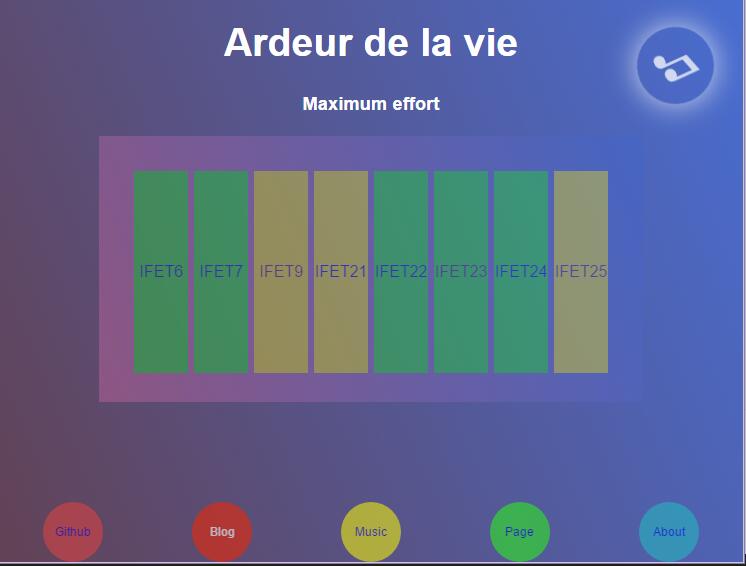 Ardeur de la vie
Maximum effort
IFET6 IFET7 IFET9 IFET21 IFET22 IFET23 IFET24 IFET25
Github Blog Music Page About